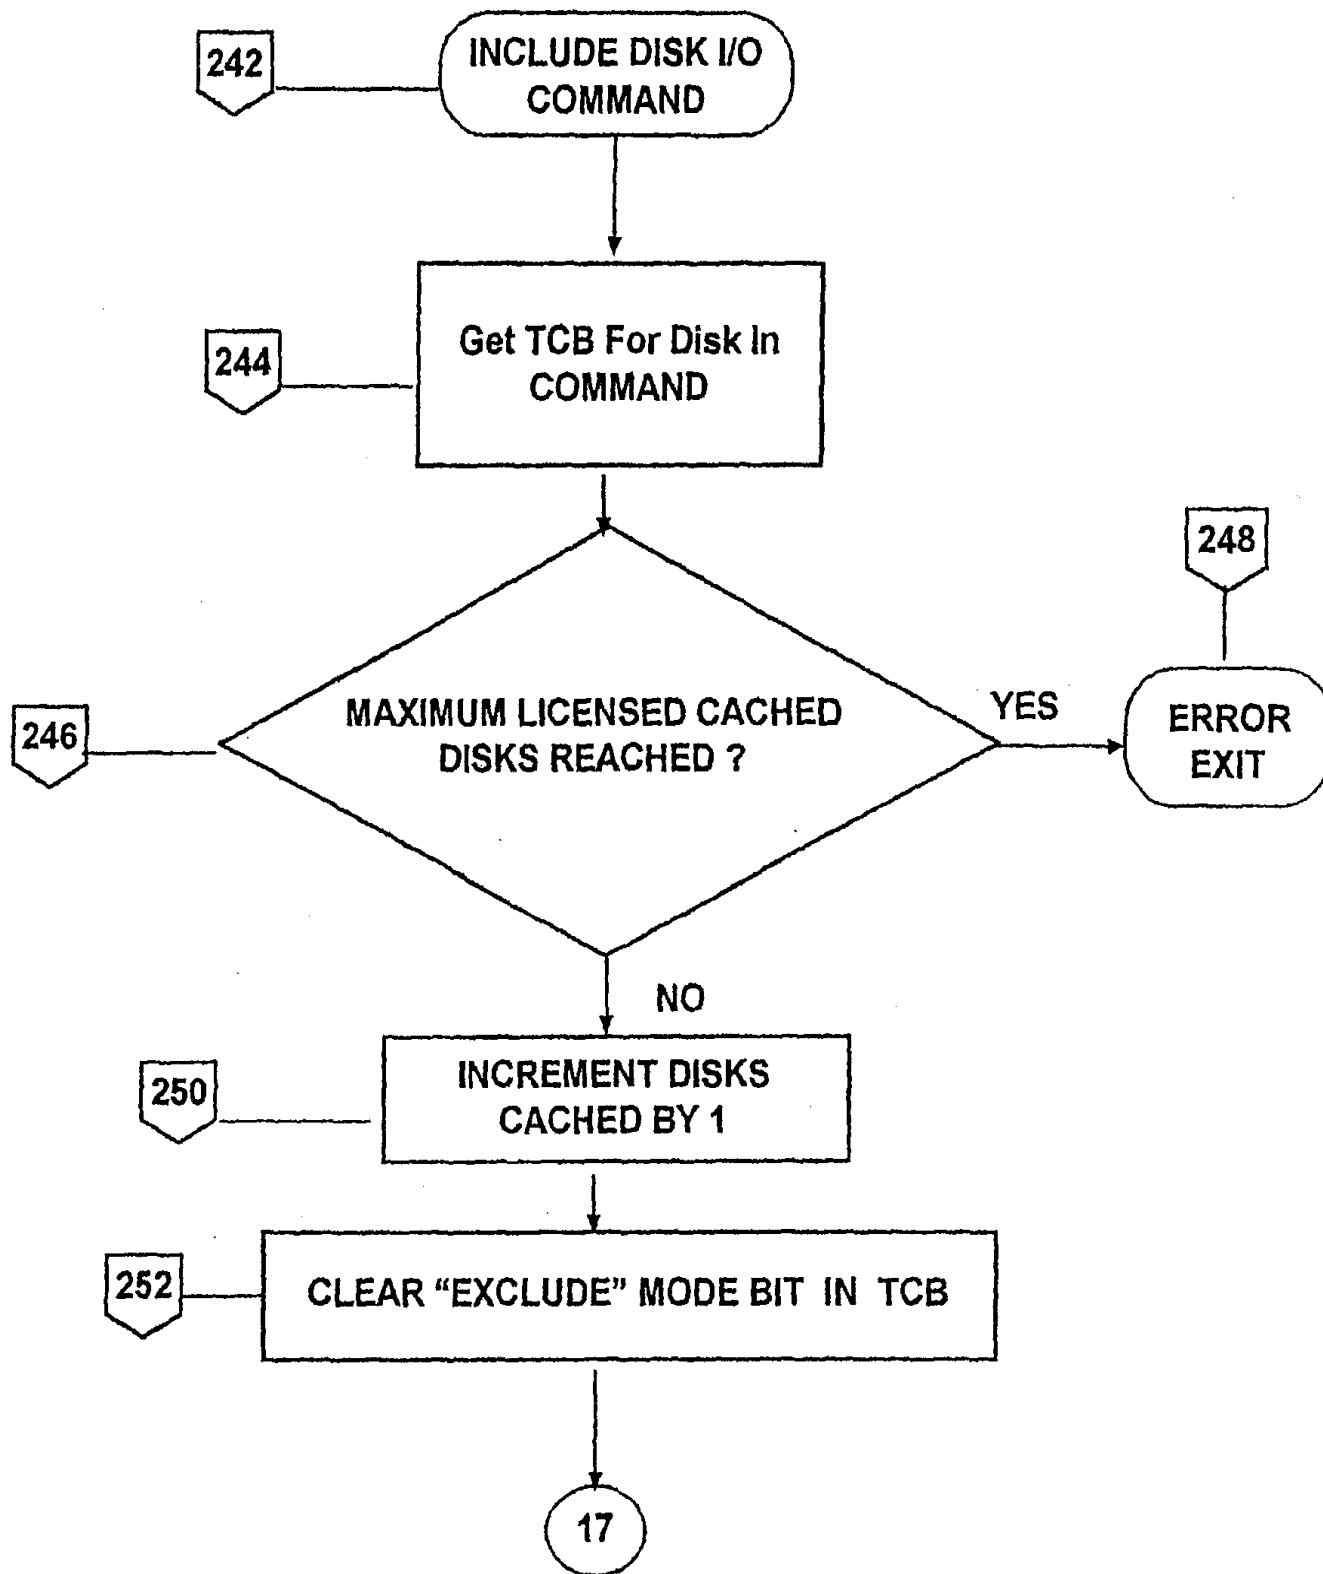 242
INCLUDE DISK I/O
COMMAND
244
Get TCB For Disk In
COMMAND
248
246
MAXIMUM LICENSED CACHED
DISKS REACHED ?
YES
ERROR
EXIT
NO
250
INCREMENT DISKS
CACHED BY 1
252
CLEAR “EXCLUDE” MODE BIT IN TCB
17